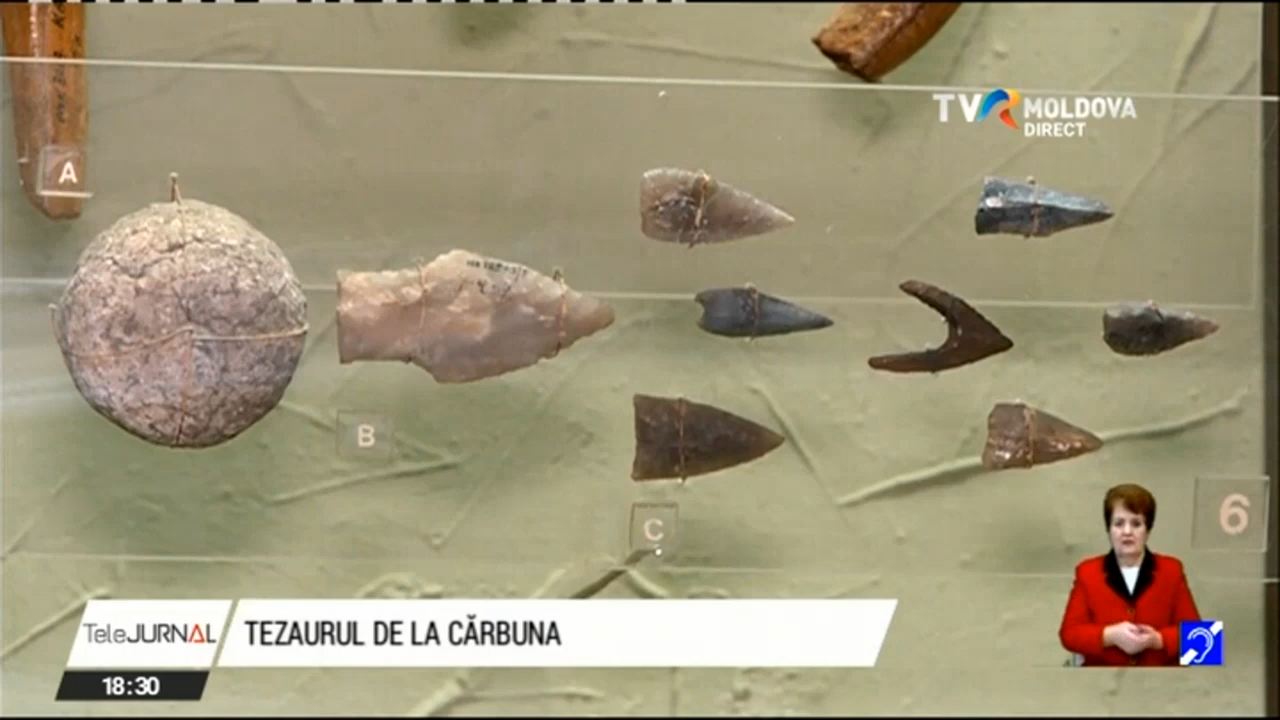 A
TVR MOLDOVA
DIRECT
B
C
6
TeleJURNAL
TEZAURUL DE LA CĂRBUNA
18:30